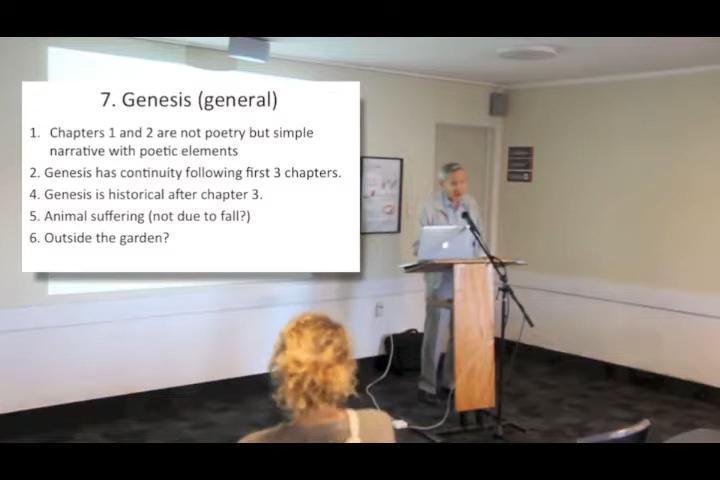 7. Genesis (general)
1. Chapters 1 and 2 are not poetry but simple
narrative with poetic elements
2. Genesis has continuity following first 3 chapters.
4. Genesis is historical after chapter 3.
5. Animal suffering (not due to fall?)
6. Outside the garden?